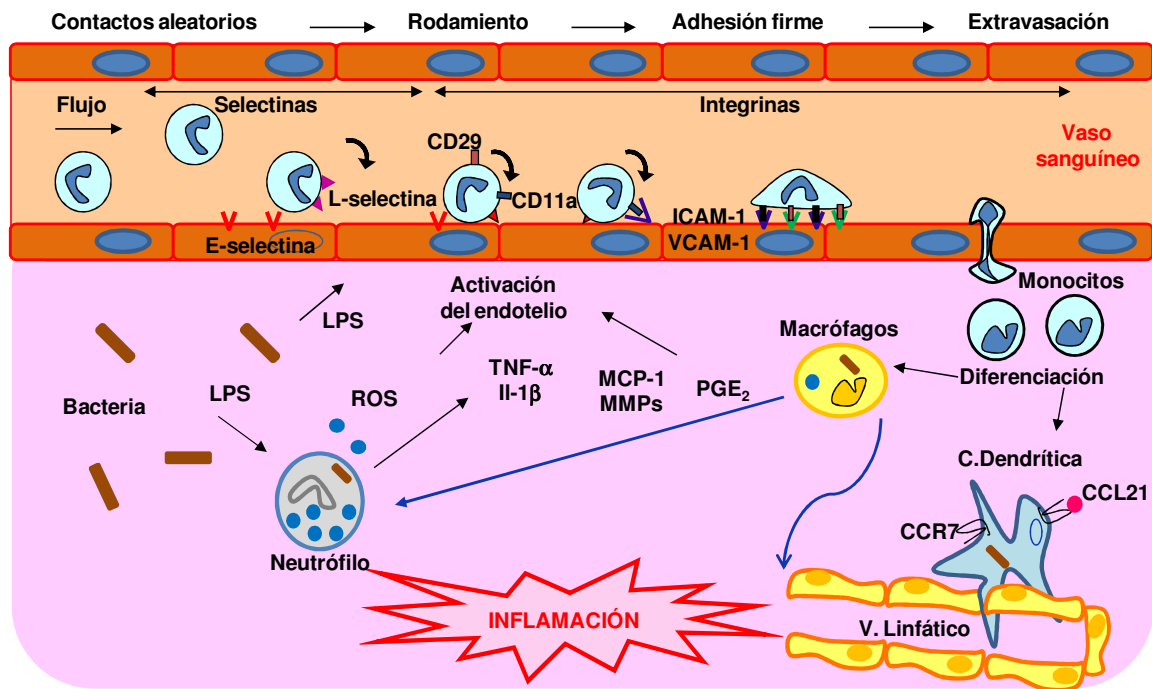 Contactos aleatorios
Rodamiento
Adhesión firme
Extravasación
Flujo
Selectinas
Integrinas
Vaso
sanguíneo
CD29
L-selectina
CD11a
ICAM-1
E-selectina
VCAM-1
Monocitos
Activación
del endotelio
LPS
Macrófagos
TNF-α
Il-1β
MCP-1
MMPs
PGE2
Diferenciación
Bacteria
LPS
ROS
C.Dendrítica
CCL21
CCR7
Neutrófilo
INFLAMACIÓN
V. Linfático